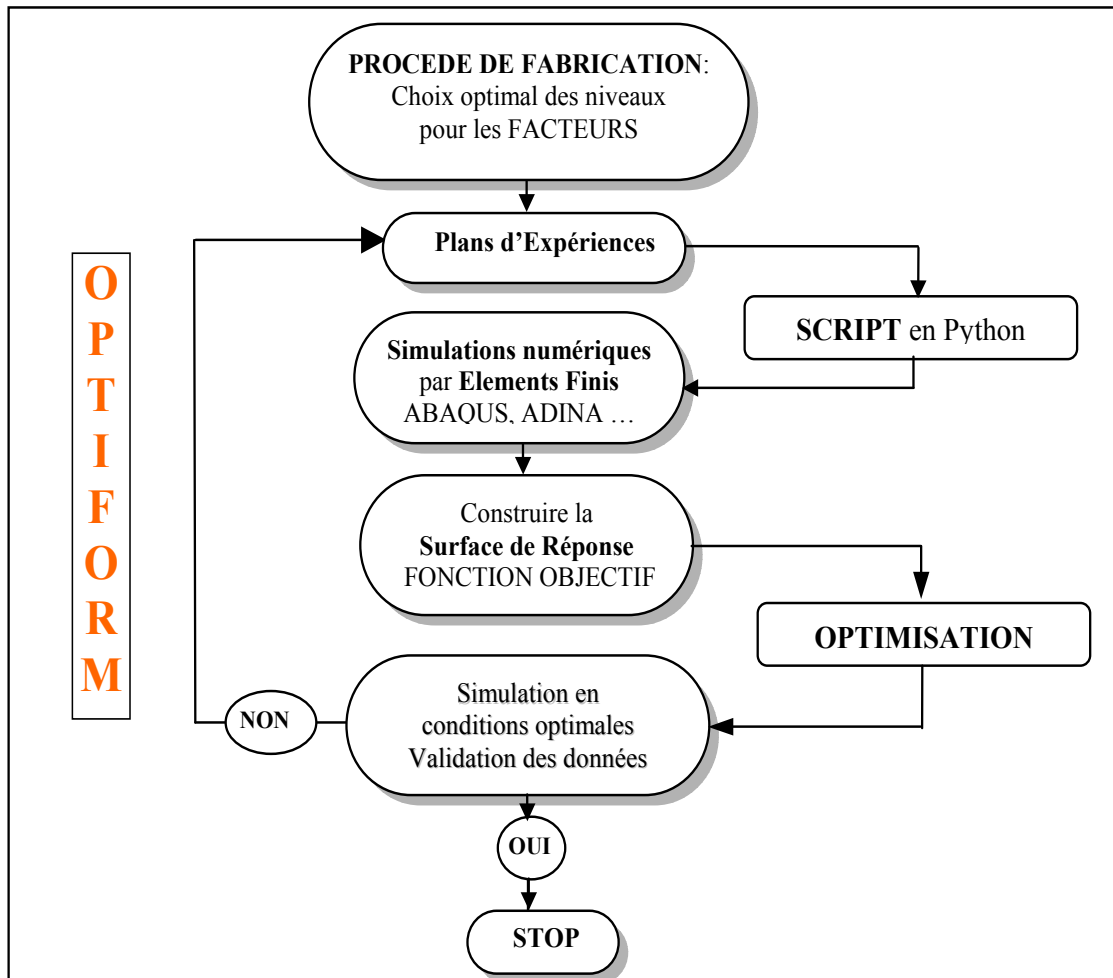 PROCEDE DE FABRICATION:
Choix optimal des niveaux
pour les FACTEURS
Plans d’Expériences
SCRIPT en Python
Simulations numériques
par Elements Finis
ABAQUS, ADINA …
Construire la
Surface de Réponse
FONCTION OBJECTIF
OPTIMISATION
Simulation en
conditions optimales
Validation des données
NON
OUI
STOP
O
P
T
I
F
O
R
M